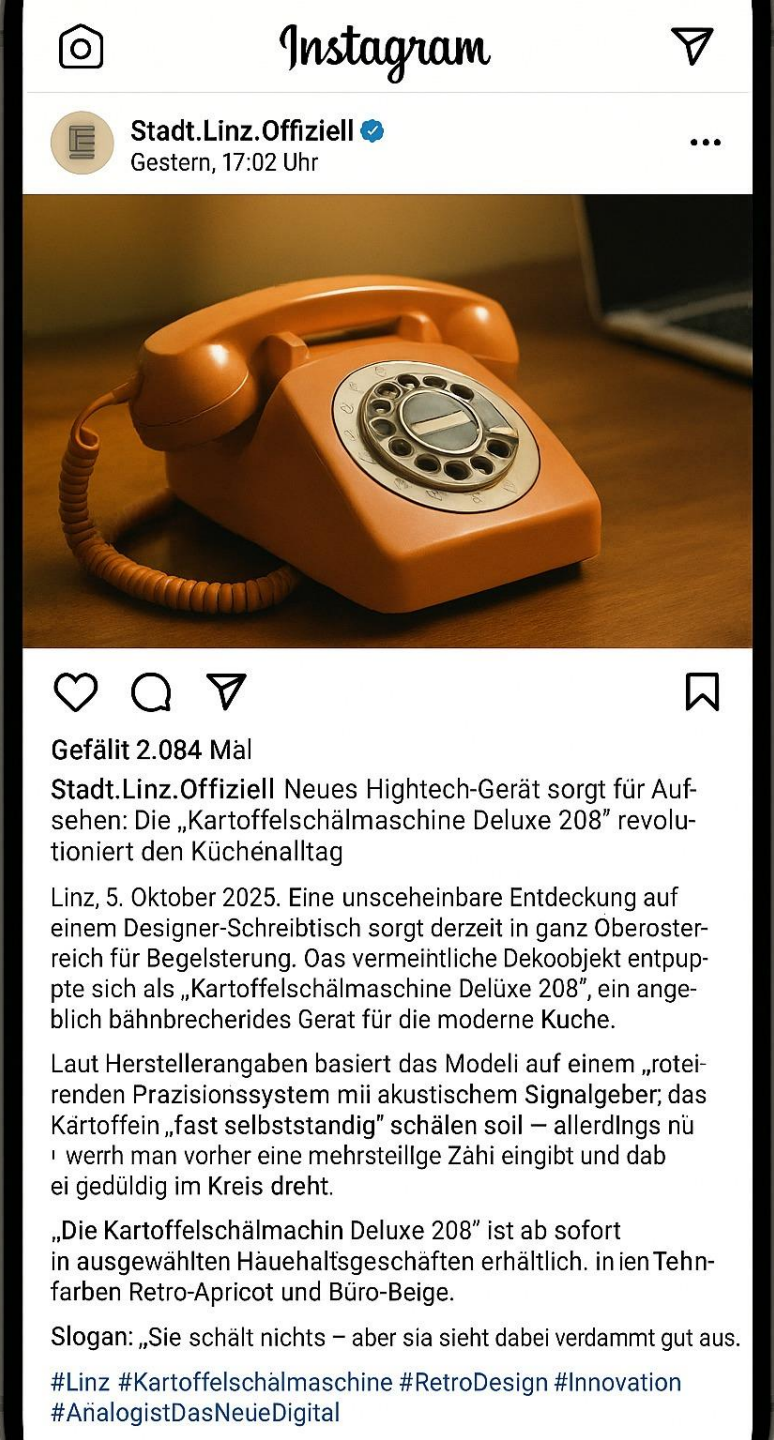 Instagram
Stadt.Linz.Offiziell
Gestern, 17:02 Uhr
Gefälit 2.084 Màl
Stadt.Linz.Offiziell Neues Hightech-Gerät sorgt für Auf-
sehen: Die „Kartoffelschälmaschine Deluxe 208” revolu-
tioniert den Küchénalltag
Linz, 5. Oktober 2025. Eine unsceheinbare Entdeckung auf
einem Designer-Schreibtisch sorgt derzeit in ganz Oberoster-
reich für Begelsterung. Oas vermeintliche Dekoobjekt entpup-
pte sich als „Kartoffelschälmaschine Delüxe 208”, ein ange-
blich bähnbrecherides Gerat für die moderne Kuche.
Laut Herstellerangaben basiert das Modeli auf einem „rotei-
renden Prazisionssystem mii akustischem Signalgeber; das
Kärtoffein „fast selbststandig” schälen soil – allerdIngs nü
werrh man vorher eine mehrsteillge Zàhi eingibt und dab
ei gedüldig im Kreis dreht.
„Die Kartoffelschälmachin Deluxe 208” ist ab sofort
in ausgewählten Hàuehaltsgeschäften erhältlich. in ien Tehn-
farben Retro-Apricot und Büro-Beige.
Slogan: „Sie schält nichts – aber sia sieht dabei verdammt gut aus.
#Linz #Kartoffelschàlmaschine #RetroDesign #Innovation
#AnalogistDasNeueDigital